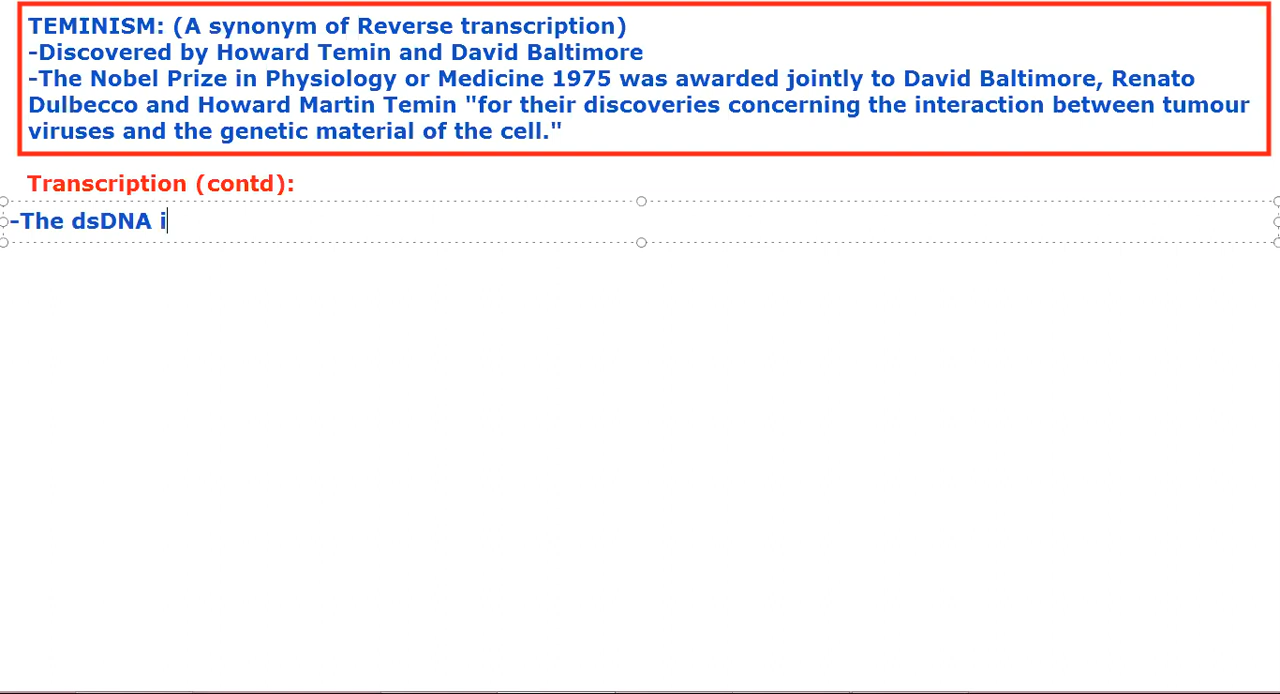 TEMINISM: (A synonym of Reverse transcription)
-Discovered by Howard Temin and David Baltimore
-The Nobel Prize in Physiology or Medicine 1975 was awarded jointly to David Baltimore, Renato
Dulbecco and Howard Martin Temin "for their discoveries concerning the interaction between tumour
viruses and the genetic material of the cell."
Transcription (contd):
-The dsDNA i